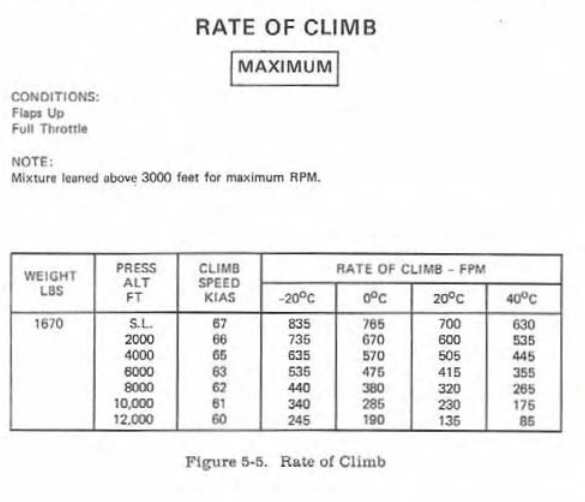 RATE OF CLIMB
MAXIMUM
CONDITIONS:
Flaps Up
Full Throttle
NOTE:
Mixture leaned above 3000 feet for maximum RPM.
WEIGHT LBS PRESS ALT FT CLIMB SPEED KIAS RATE OF CLIMB - FPM
-20°C 0°C 20°C 40°C
1670 S.L. 67 835 765 700 630
2000 66 735 670 600 535
4000 65 635 570 505 445
6000 63 535 475 415 355
8000 62 440 380 320 265
10,000 61 340 285 230 175
12,000 60 245 190 135 85
Figure 5-5. Rate of Climb